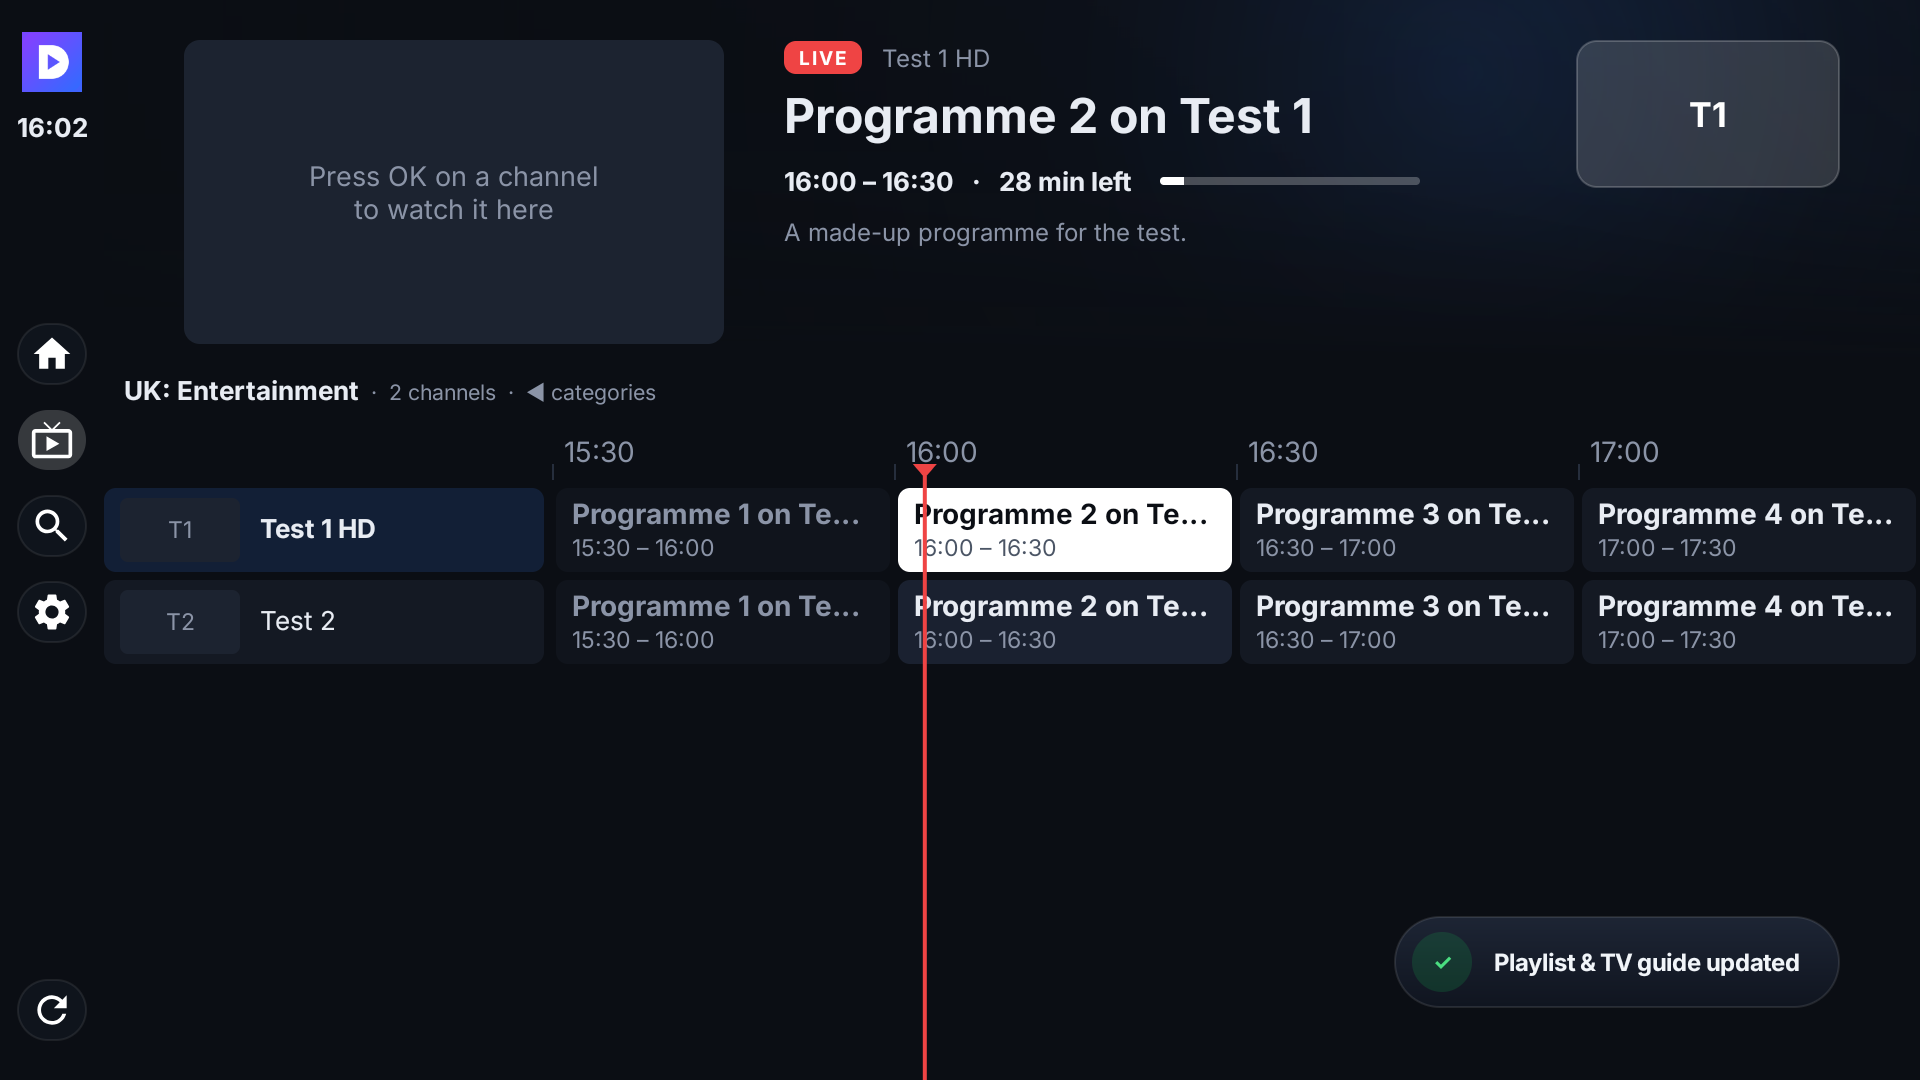 16:02
Press OK on a channel
to watch it here
LIVE Test 1 HD
Programme 2 on Test 1
16:00 – 16:30 · 28 min left
A made-up programme for the test.
T1
UK: Entertainment · 2 channels · ◀ categories
15:30 16:00 16:30 17:00
T1 Test 1 HD
Programme 1 on Te... Programme 2 on Te... Programme 3 on Te... Programme 4 on Te...
15:30 – 16:00 16:00 – 16:30 16:30 – 17:00 17:00 – 17:30
T2 Test 2
Programme 1 on Te... Programme 2 on Te... Programme 3 on Te... Programme 4 on Te...
15:30 – 16:00 16:00 – 16:30 16:30 – 17:00 17:00 – 17:30
Playlist & TV guide updated